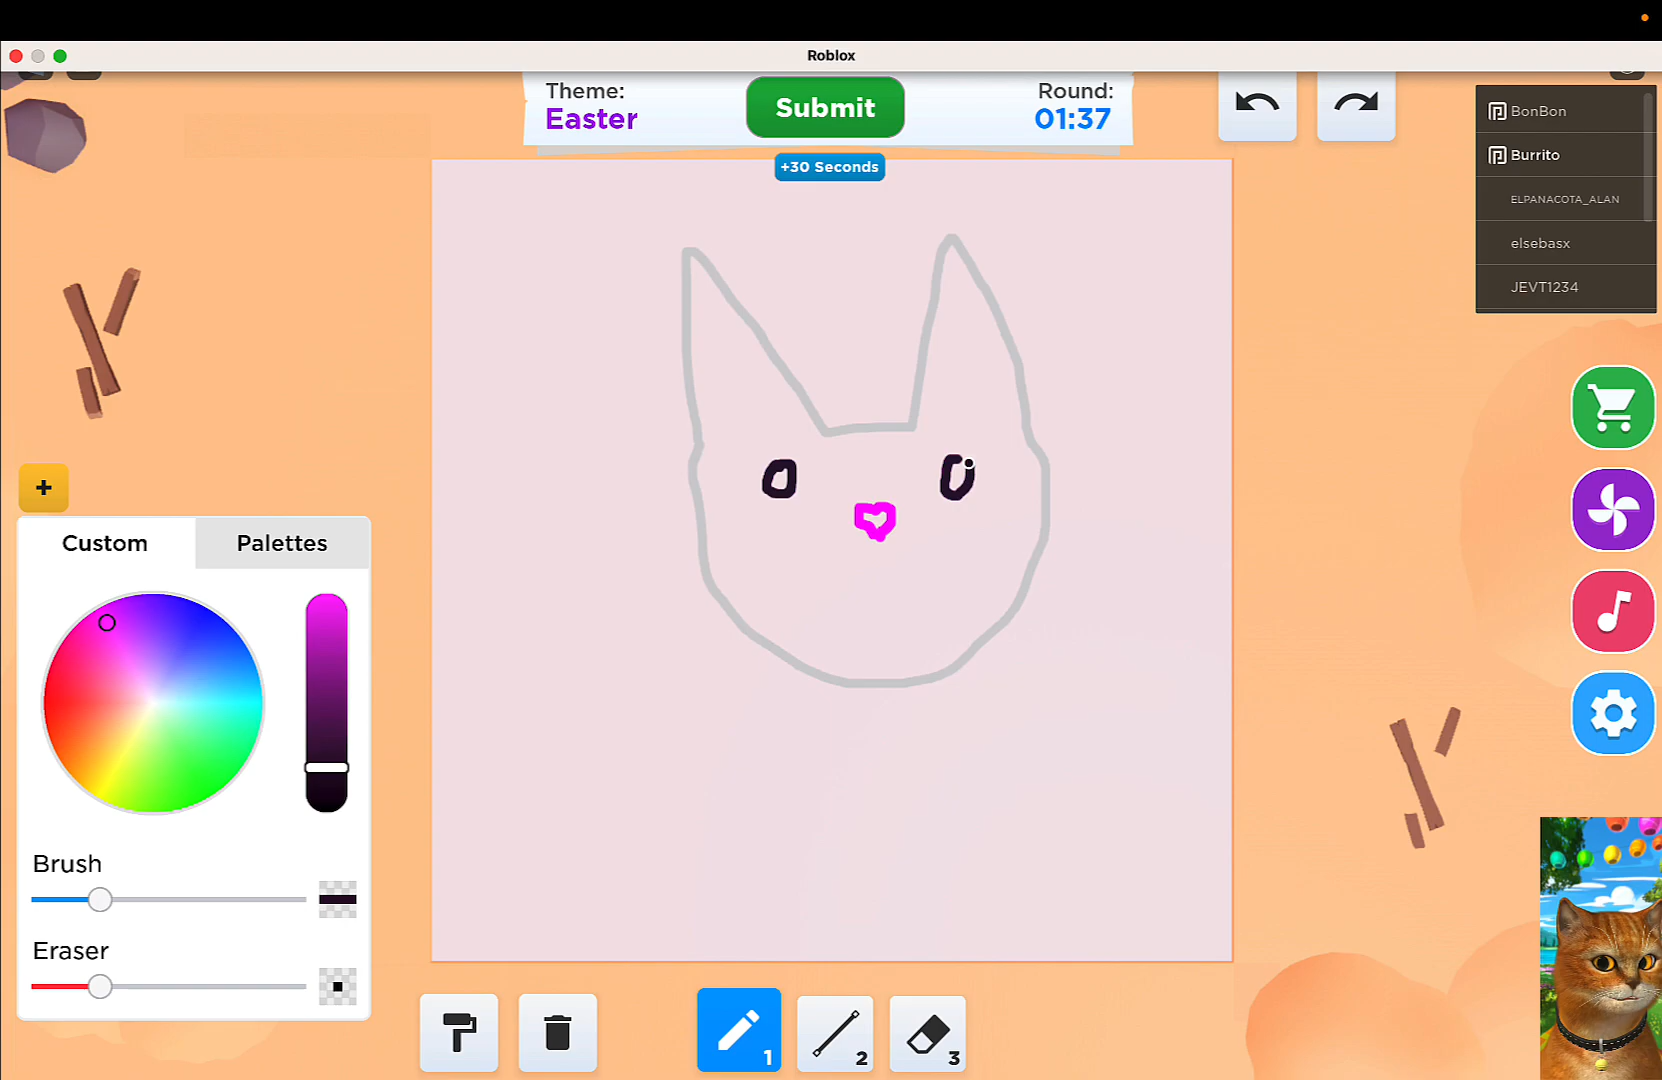 Roblox
Theme:
Easter
Submit
Round:
01:37
+30 Seconds
BonBon
Burrito
ELPANACOTA_ALAN
elsebasx
JEVT1234
+
Custom
Palettes
Brush
Eraser
1
2
3